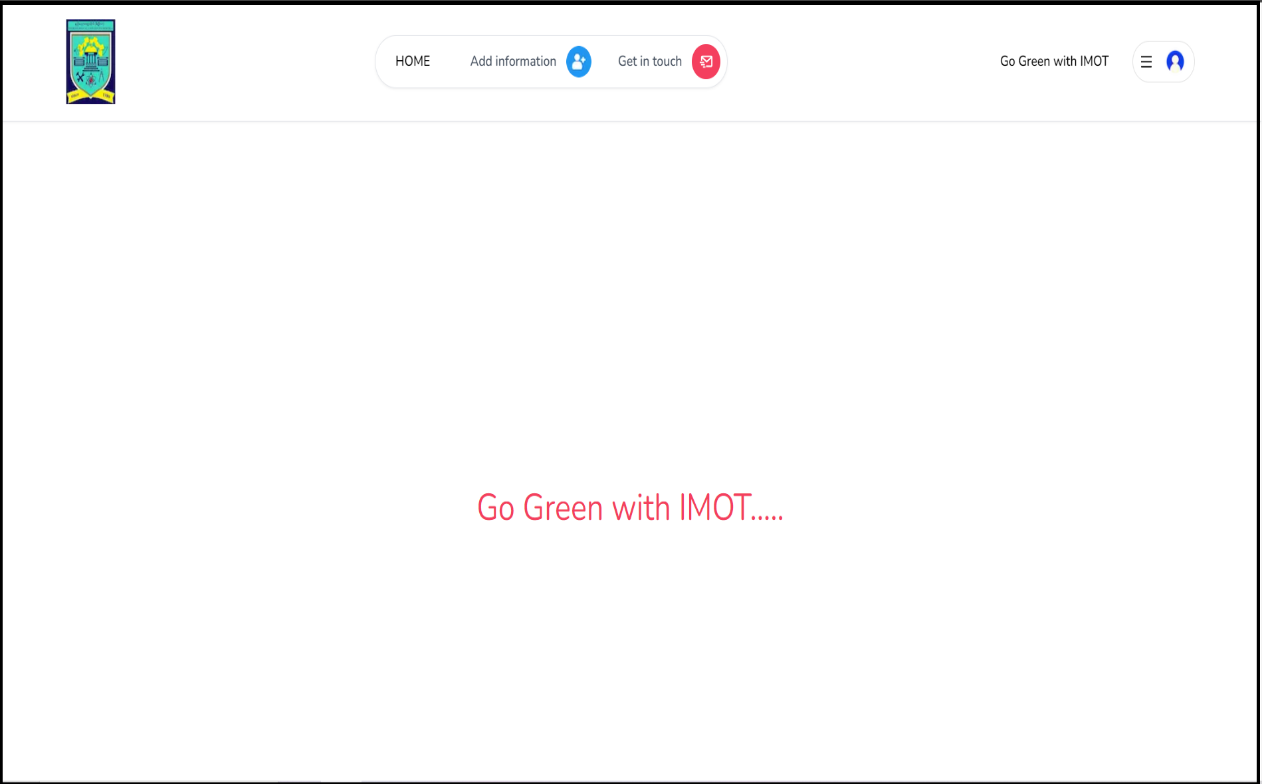 HOME
Add information
Get in touch
Go Green with IMOT
Go Green with IMOT.....